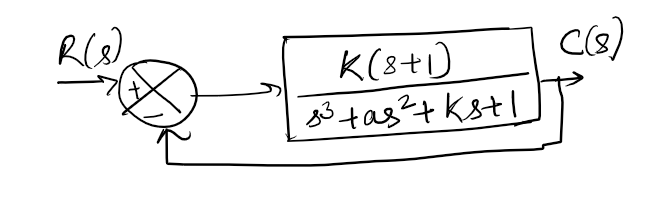 R(s)
C(s)
K(s+1)
s³+as²+Ks+1
+
−